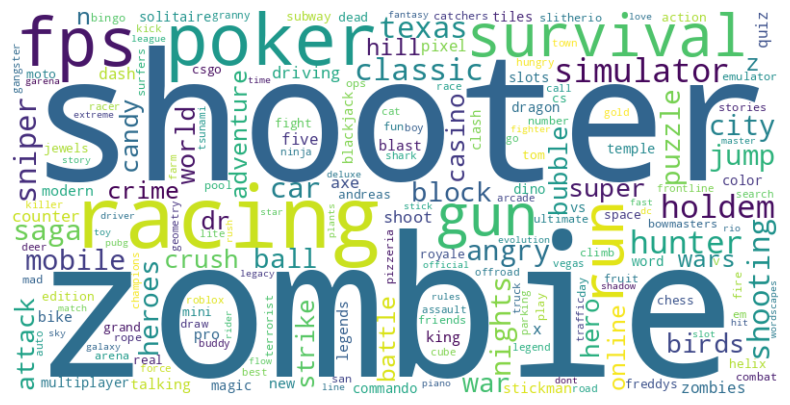 n bingo solitaire granny subway dead fantasy catchers tiles slitherio love action
fps poker texas survival quiz
kick league hill pixel town
gangster moto dash surfers csgo driving classic slots hungry simulator z emulator
garena racer extreme time ops race call cs gold stories
shooter
sniper jewels candy world tsunami adventure fight five blackjack cat funboy dragon number go fighter master city
story farm ninja blast shark clash casino tom bubble temple puzzle jump
modern killer crime pool deluxe axe block dino super color search
counter driver car andreas stick arcade vs space fast frontline
racing gun run holdem
saga deer toy geometry dr lite star plants shoot evolution ultimate bowmasters dc rio hunter
mobile pubg rush crush ball pizzeria royale angry official offroad vegas climb word wars
mad champions legacy fruit shadow em v fire wordscapes shooting
zombie
attack edition match heroes roblox mini rules assault truck parking play trafficday chess slot hit birds
bike sky grand rope draw pro rider terrorist strike legends battle friends king nights x hero online helix
auto galaxy arena real buddy flow cube legend
multiplayer force talking best magic new san line commando war piano stickman dont road freddys zombies combat